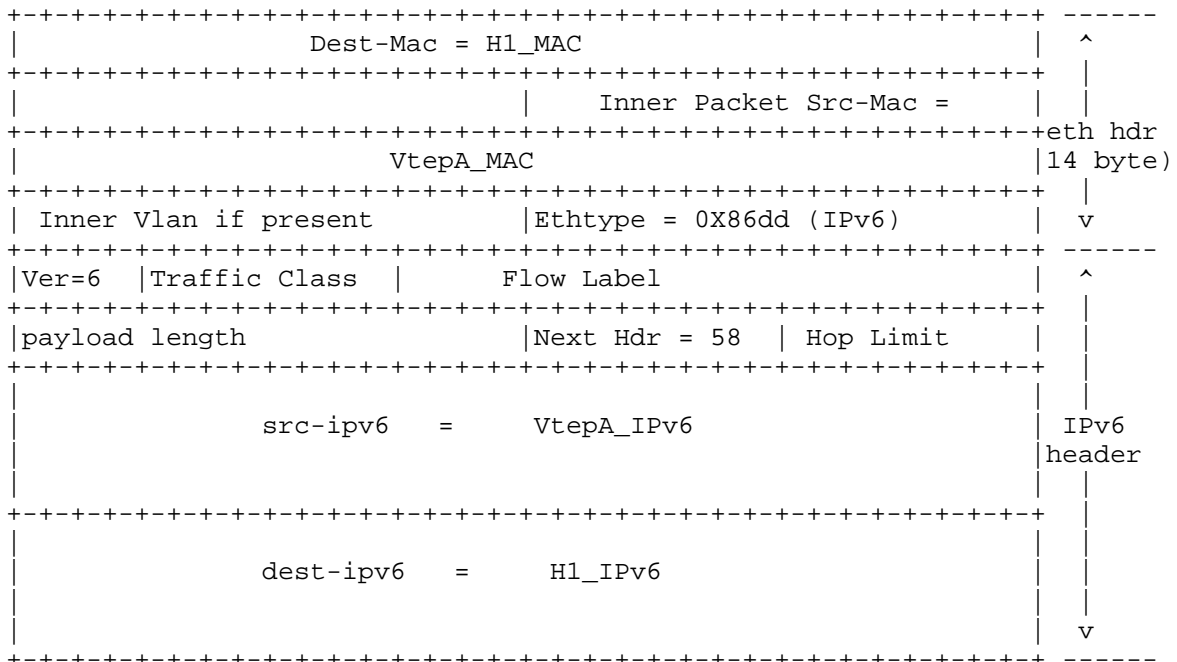 +-+-+-+-+-+-+-+-+-+-+-+-+-+-+-+-+-+-+-+-+-+-+-+-+-+-+-+-+-+-+-+-+ ------
|                  Dest-Mac = H1_MAC                            |  ^
+-+-+-+-+-+-+-+-+-+-+-+-+-+-+-+-+-+-+-+-+-+-+-+-+-+-+-+-+-+-+-+-+  |
|                               |    Inner Packet Src-Mac =     |  |
+-+-+-+-+-+-+-+-+-+-+-+-+-+-+-+-+-+-+-+-+-+-+-+-+-+-+-+-+-+-+-+-+eth hdr
|                       VtepA_MAC                               |14 byte)
+-+-+-+-+-+-+-+-+-+-+-+-+-+-+-+-+-+-+-+-+-+-+-+-+-+-+-+-+-+-+-+-+  |
| Inner Vlan if present         |Ethtype = 0X86dd (IPv6)        |  v
+-+-+-+-+-+-+-+-+-+-+-+-+-+-+-+-+-+-+-+-+-+-+-+-+-+-+-+-+-+-+-+-+ ------
|Ver=6  |Traffic Class  |      Flow Label                       |  ^
+-+-+-+-+-+-+-+-+-+-+-+-+-+-+-+-+-+-+-+-+-+-+-+-+-+-+-+-+-+-+-+-+  |
|payload length                 |Next Hdr = 58  | Hop Limit     |  |
+-+-+-+-+-+-+-+-+-+-+-+-+-+-+-+-+-+-+-+-+-+-+-+-+-+-+-+-+-+-+-+-+  |
|                                                               |  |
|               src-ipv6   =    VtepA_IPv6                      | IPv6
|                                                               |header
|                                                               |  |
+-+-+-+-+-+-+-+-+-+-+-+-+-+-+-+-+-+-+-+-+-+-+-+-+-+-+-+-+-+-+-+-+  |
|                                                               |  |
|               dest-ipv6   =     H1_IPv6                       |  |
|                                                               |  |
|                                                               |  v
+-+-+-+-+-+-+-+-+-+-+-+-+-+-+-+-+-+-+-+-+-+-+-+-+-+-+-+-+-+-+-+-+ ------